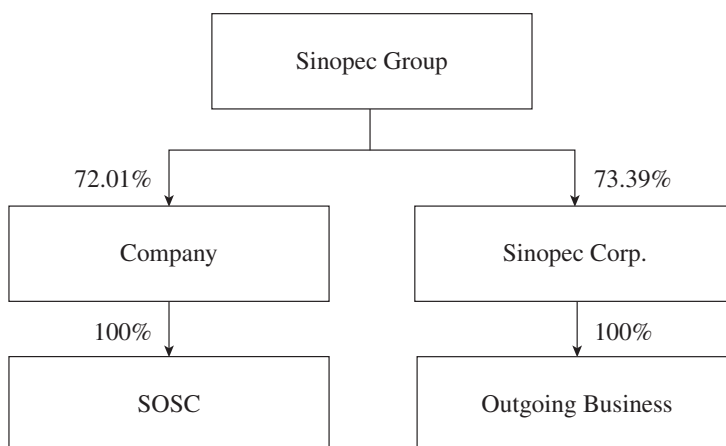 Sinopec Group
72.01%
73.39%
Company
Sinopec Corp.
100%
100%
SOSC
Outgoing Business